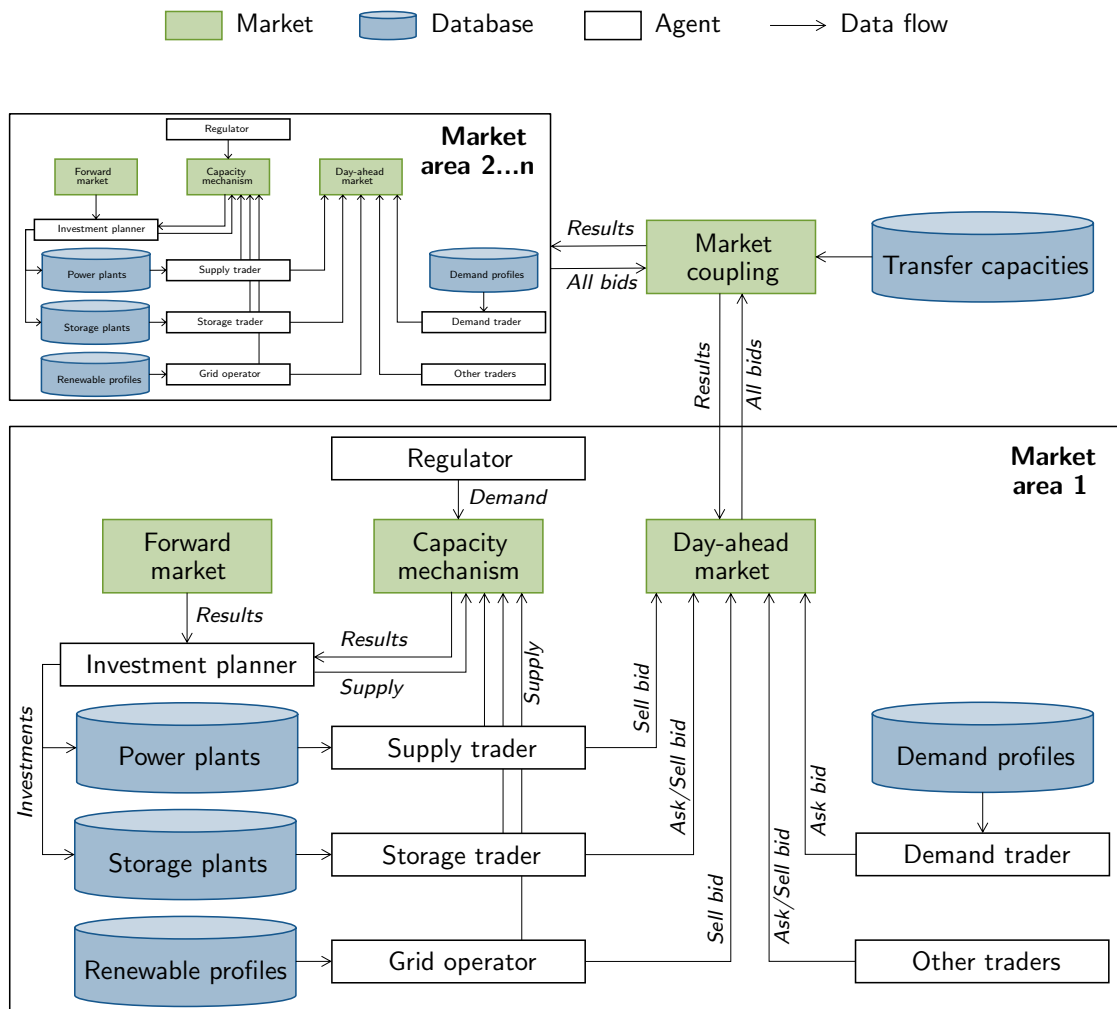 Market
Database
Agent
Data flow
Regulator
Market
area 2...n
Forward
market
Capacity
mechanism
Day-ahead
market
Investment planner
Power plants
Supply trader
Demand profiles
Storage plants
Storage trader
Demand trader
Renewable profiles
Grid operator
Other traders
Results
All bids
Market
coupling
Transfer capacities
Results
All bids
Regulator
Market
area 1
Demand
Forward
market
Capacity
mechanism
Day-ahead
market
Results
Results
Investment planner
Supply
Supply
Sell bid
Investments
Power plants
Supply trader
Demand profiles
Ask/Sell bid
Ask bid
Storage plants
Storage trader
Demand trader
Sell bid
Ask/Sell bid
Renewable profiles
Grid operator
Other traders